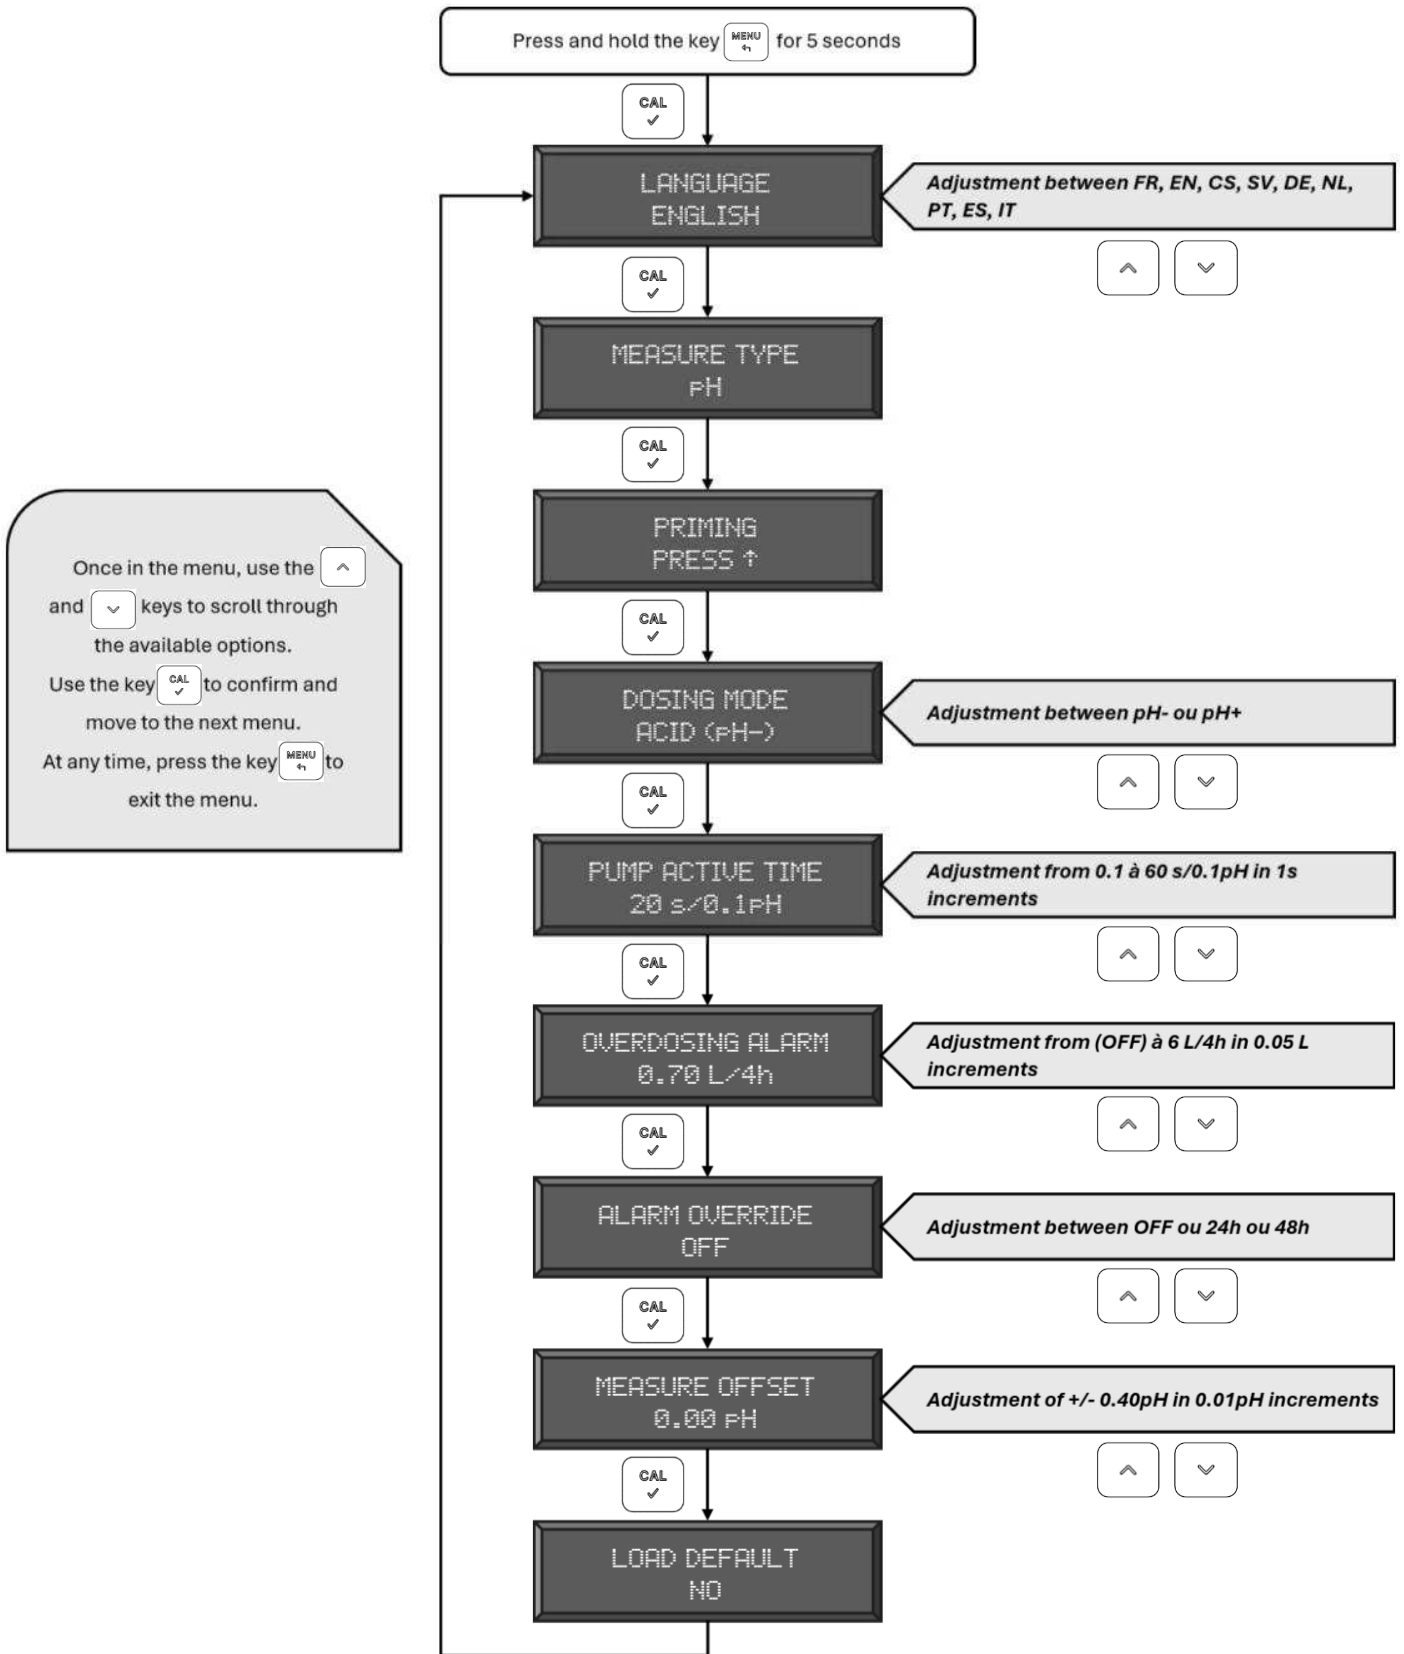 Press and hold the key MENU for 5 seconds
CAL
LANGUAGE
ENGLISH
Adjustment between FR, EN, CS, SV, DE, NL,
PT, ES, IT
CAL
MEASURE TYPE
pH
CAL
PRIMING
PRESS ↑
Once in the menu, use the
and keys to scroll through
the available options.
Use the key CAL to confirm and
move to the next menu.
At any time, press the key MENU to
exit the menu.
CAL
DOSING MODE
ACID (pH-)
Adjustment between pH- ou pH+
CAL
PUMP ACTIVE TIME
20 s/0.1pH
Adjustment from 0.1 à 60 s/0.1pH in 1s
increments
CAL
OVERDOSING ALARM
0.70 L/4h
Adjustment from (OFF) à 6 L/4h in 0.05 L
increments
CAL
ALARM OVERRIDE
OFF
Adjustment between OFF ou 24h ou 48h
CAL
MEASURE OFFSET
0.00 pH
Adjustment of +/- 0.40pH in 0.01pH increments
CAL
LOAD DEFAULT
NO